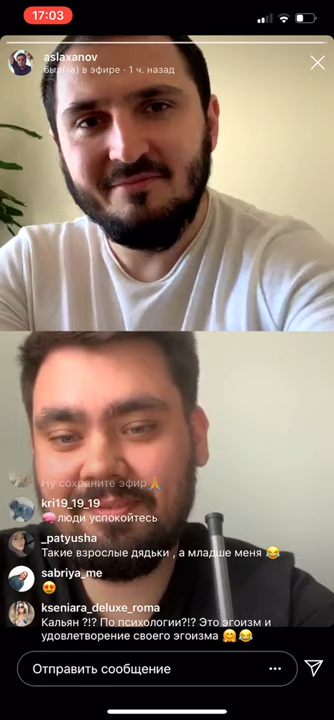 17:03
aslaxanov
был(-а) в эфире · 1 ч. назад
Ну сохраните эфир🙏
kri19_19_19
🧠люди успокойтесь
_patyusha
Такие взрослые дядьки , а младше меня 😂
sabriya_me
😍
kseniara_deluxe_roma
Кальян ?!? По психологии?!? Это эгоизм и
удовлетворение своего эгоизма 🤗😂
Отправить сообщение